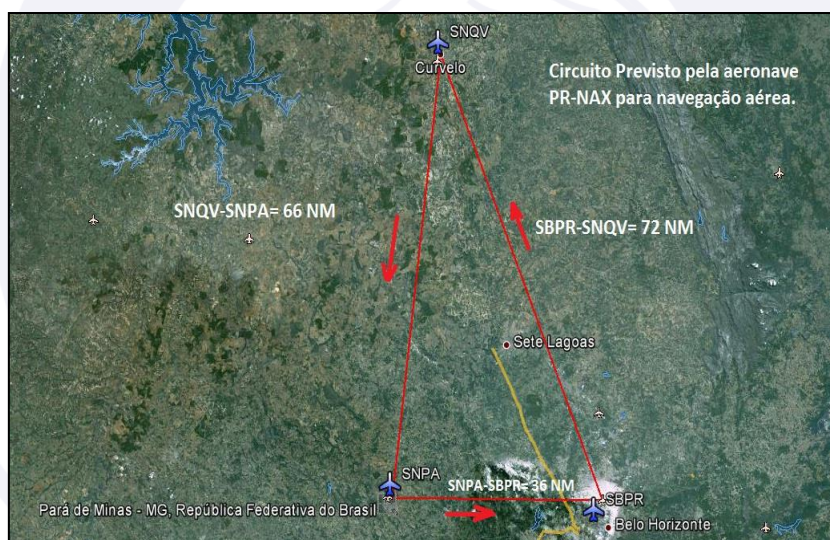 SNQV
Curvelo
Circuito Previsto pela aeronave
PR-NAX para navegação aérea.
SNQV-SNPA= 66 NM
SBPR-SNQV= 72 NM
Sete Lagoas
SNPA
SNPA-SBPR= 36 NM
SBPR
Pará de Minas - MG, República Federativa do Brasil
Belo Horizonte